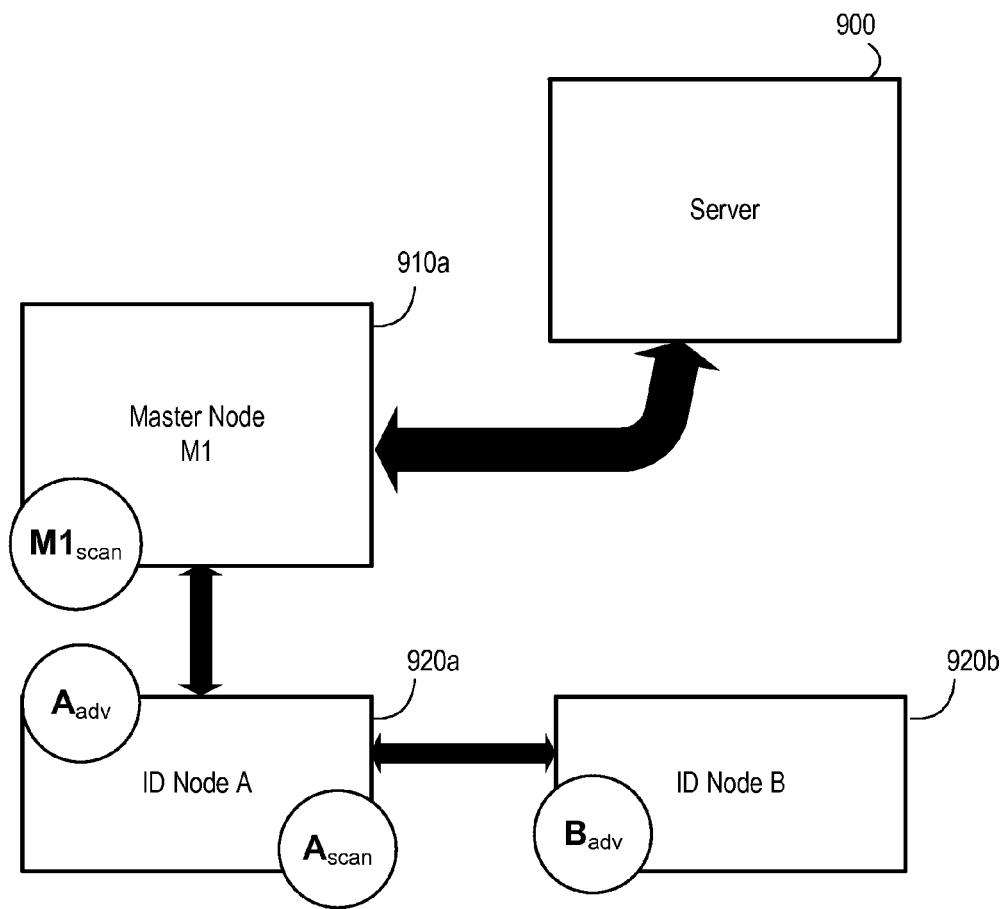 900
Server
910a
Master Node
M1
M1scan
Aadv
920a
920b
ID Node A
ID Node B
Ascan
Badv